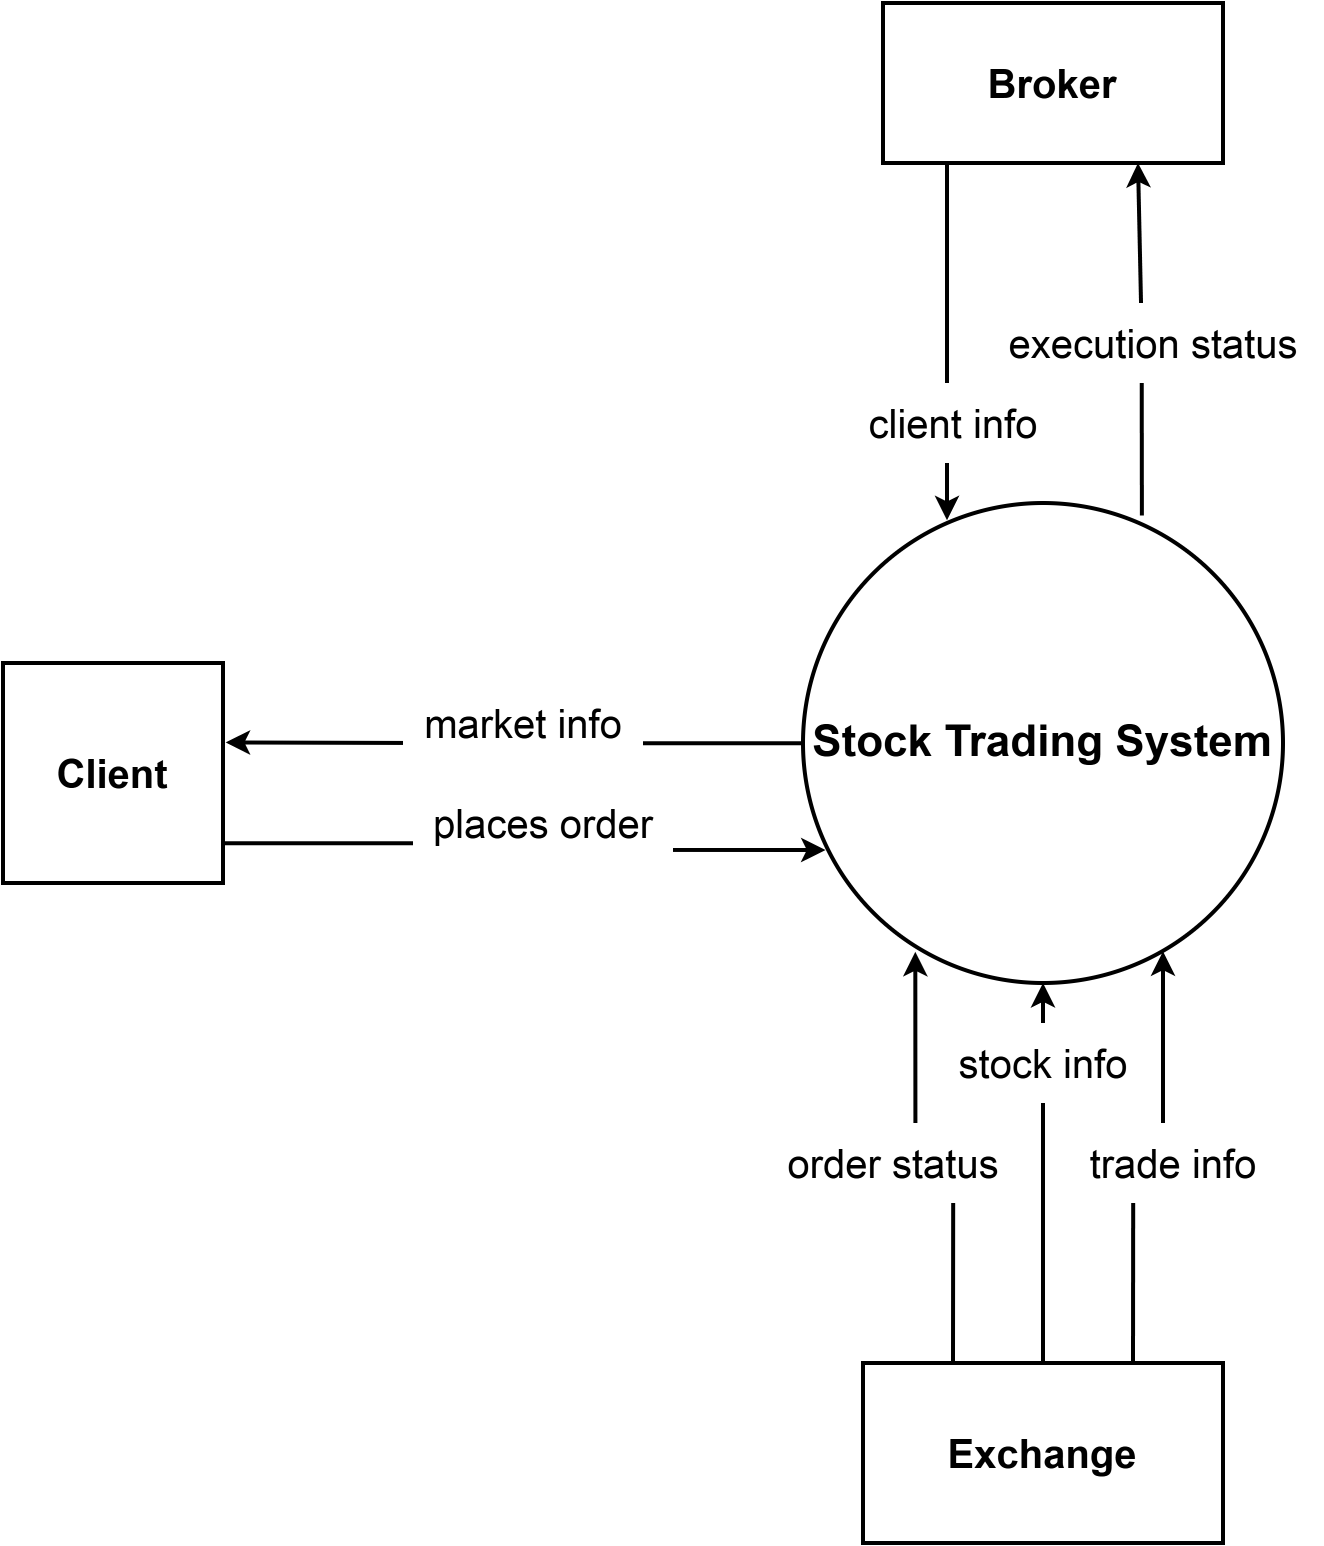 Broker
execution status
client info
market info
Stock Trading System
Client
places order
stock info
order status
trade info
Exchange